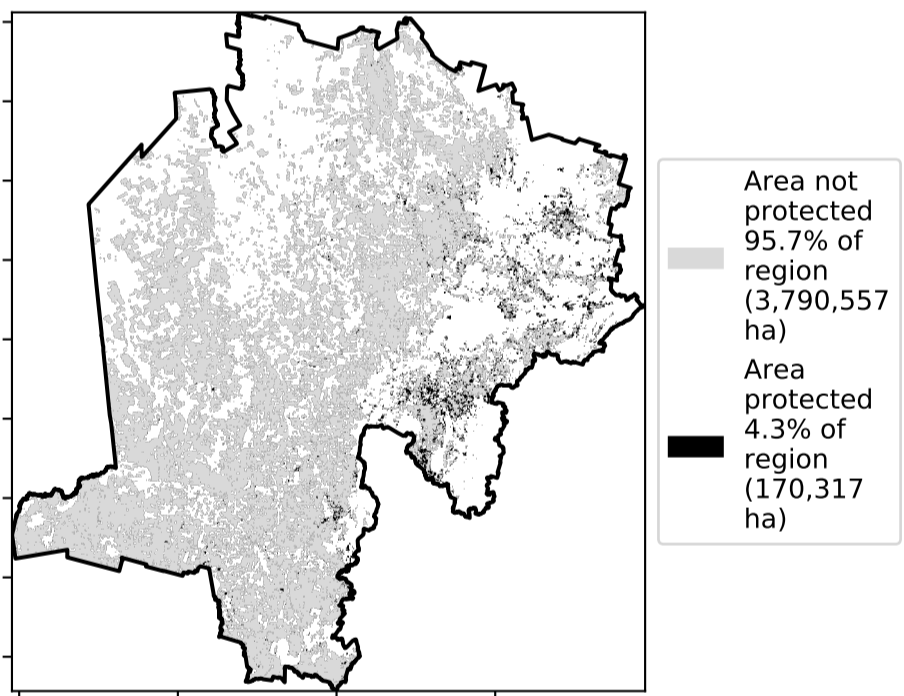 Area not
protected
95.7% of
region
(3,790,557
ha)
Area
protected
4.3% of
region
(170,317
ha)